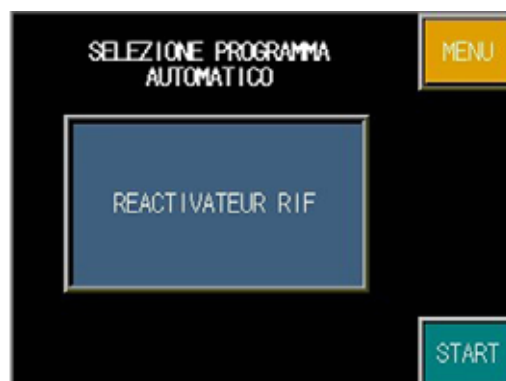 SELEZIONE PROGRAMMA
AUTOMATICO
MENU
REACTIVATEUR RIF
START